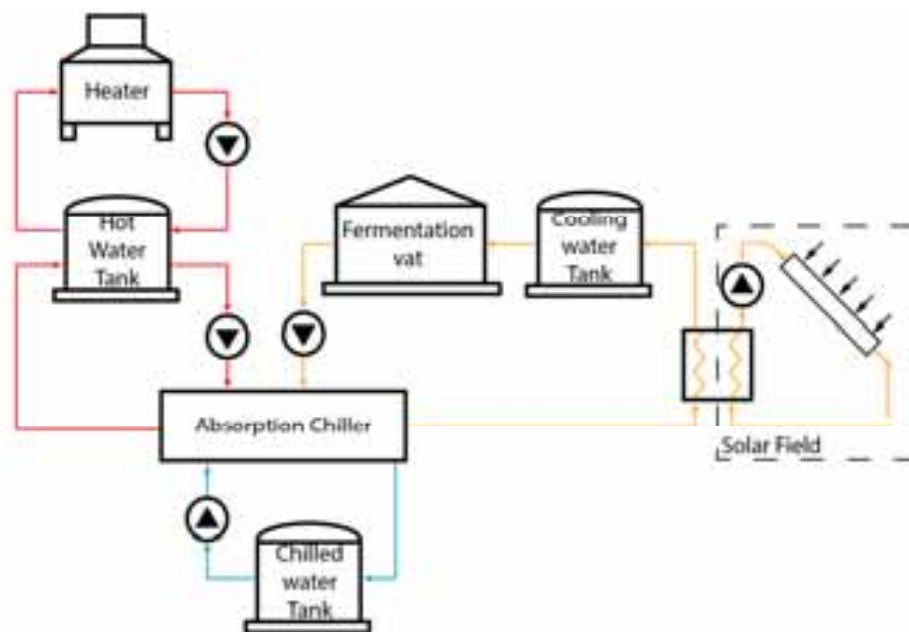 Heater
Hot
Water
Tank
Fermentation
vat
Cooling
water
Tank
Absorption Chiller
Solar Field
Chilled
water
Tank